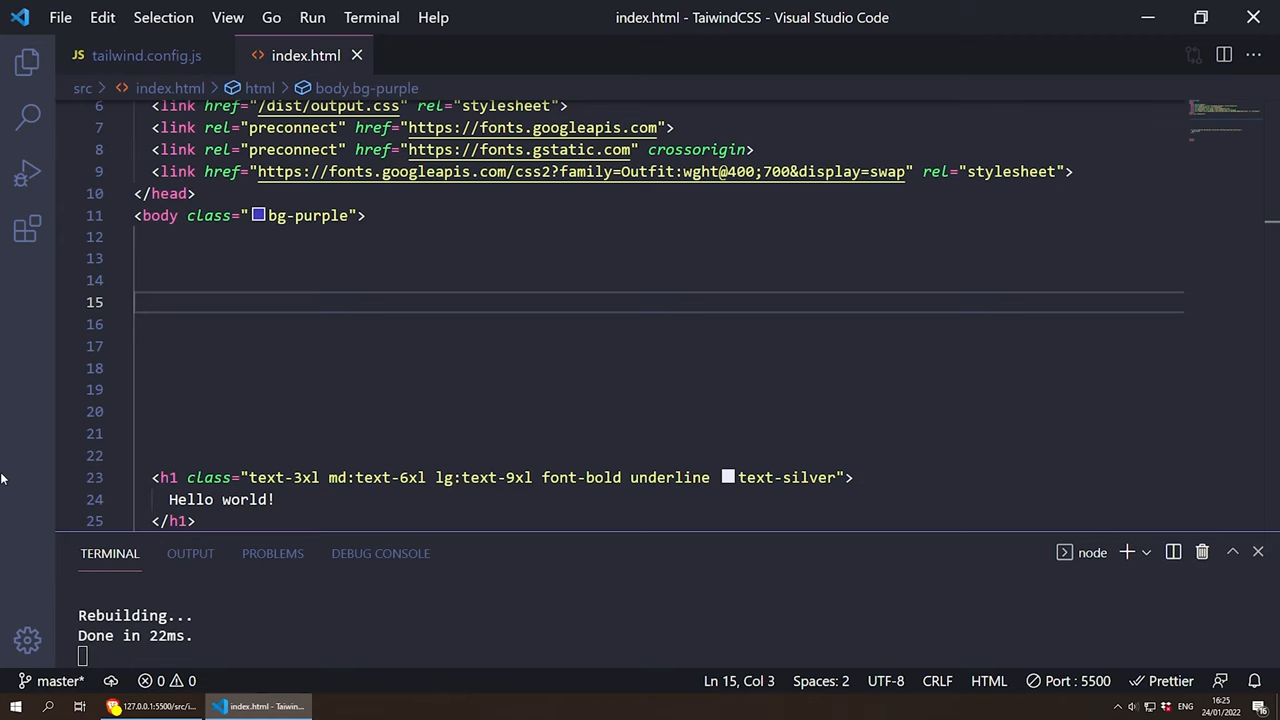 File Edit Selection View Go Run Terminal Help index.html - TaiwindCSS - Visual Studio Code
JS tailwind.config.js <> index.html
src > <> index.html > html > body.bg-purple
6 <link href="/dist/output.css" rel="stylesheet">
7 <link rel="preconnect" href="https://fonts.googleapis.com">
8 <link rel="preconnect" href="https://fonts.gstatic.com" crossorigin>
9 <link href="https://fonts.googleapis.com/css2?family=Outfit:wght@400;700&display=swap" rel="stylesheet">
10 </head>
11 <body class="bg-purple">
12
13
14
15
16
17
18
19
20
21
22
23 <h1 class="text-3xl md:text-6xl lg:text-9xl font-bold underline text-silver">
24 Hello world!
25 </h1>
TERMINAL OUTPUT PROBLEMS DEBUG CONSOLE node
Rebuilding...
Done in 22ms.
master* 0 0 Ln 15, Col 3 Spaces: 2 UTF-8 CRLF HTML Port : 5500 Prettier
127.0.0.1:5500/src/i... index.html - Taiwin... ENG 16:25
24/01/2022 16